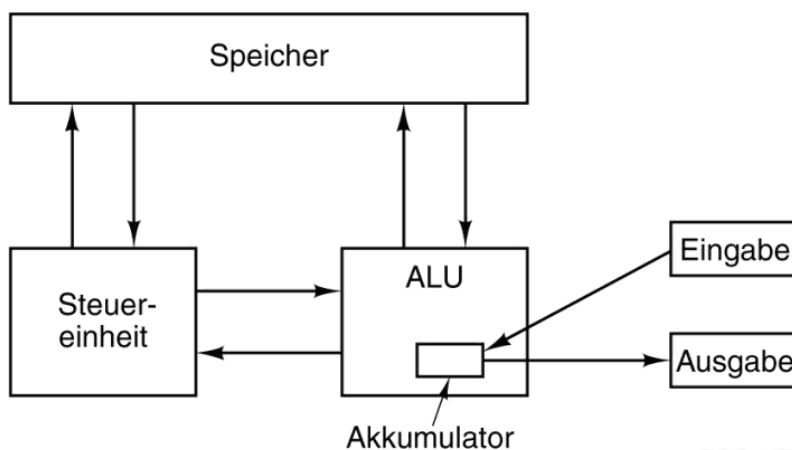 Speicher
Steuer-
einheit
ALU
Eingabe
Ausgabe
Akkumulator